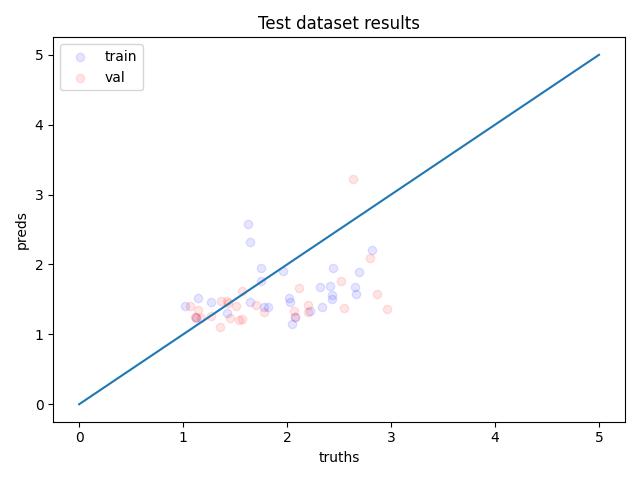 Test dataset results
train
val
5
4
3
2
1
0
preds
0 1 2 3 4 5
truths